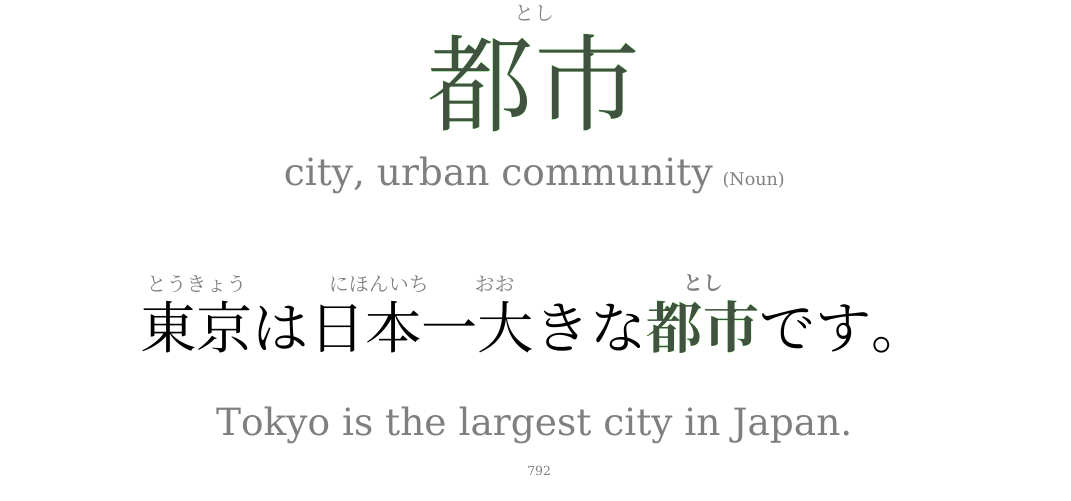 とし
都市
city, urban community (Noun)
とうきょう にほんいち おお とし
東京は日本一大きな都市です。
Tokyo is the largest city in Japan.
792